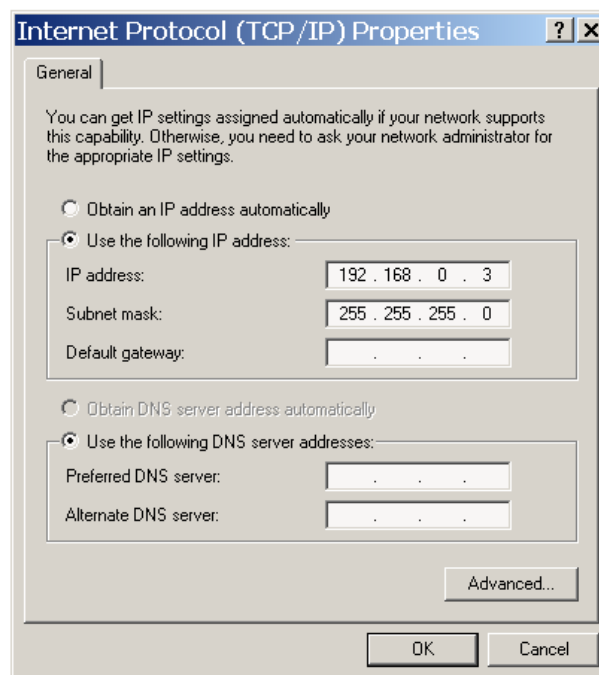 Internet Protocol (TCP/IP) Properties
General
You can get IP settings assigned automatically if your network supports
this capability. Otherwise, you need to ask your network administrator for
the appropriate IP settings.
Obtain an IP address automatically
Use the following IP address:
IP address: 192 . 168 . 0 . 3
Subnet mask: 255 . 255 . 255 . 0
Default gateway: . . .
Obtain DNS server address automatically
Use the following DNS server addresses:
Preferred DNS server: . . .
Alternate DNS server: . . .
Advanced...
OK Cancel